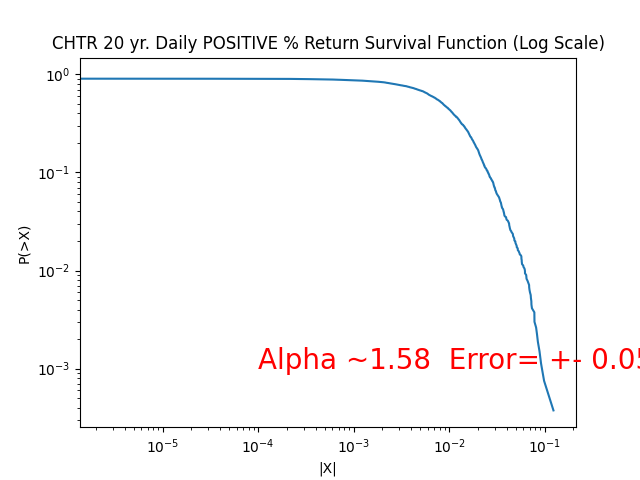 CHTR 20 yr. Daily POSITIVE % Return Survival Function (Log Scale)
10⁰
10⁻¹
10⁻²
10⁻³
P(>X)
Alpha ~1.58  Error= +- 0.05
10⁻⁵
10⁻⁴
10⁻³
10⁻²
10⁻¹
|X|